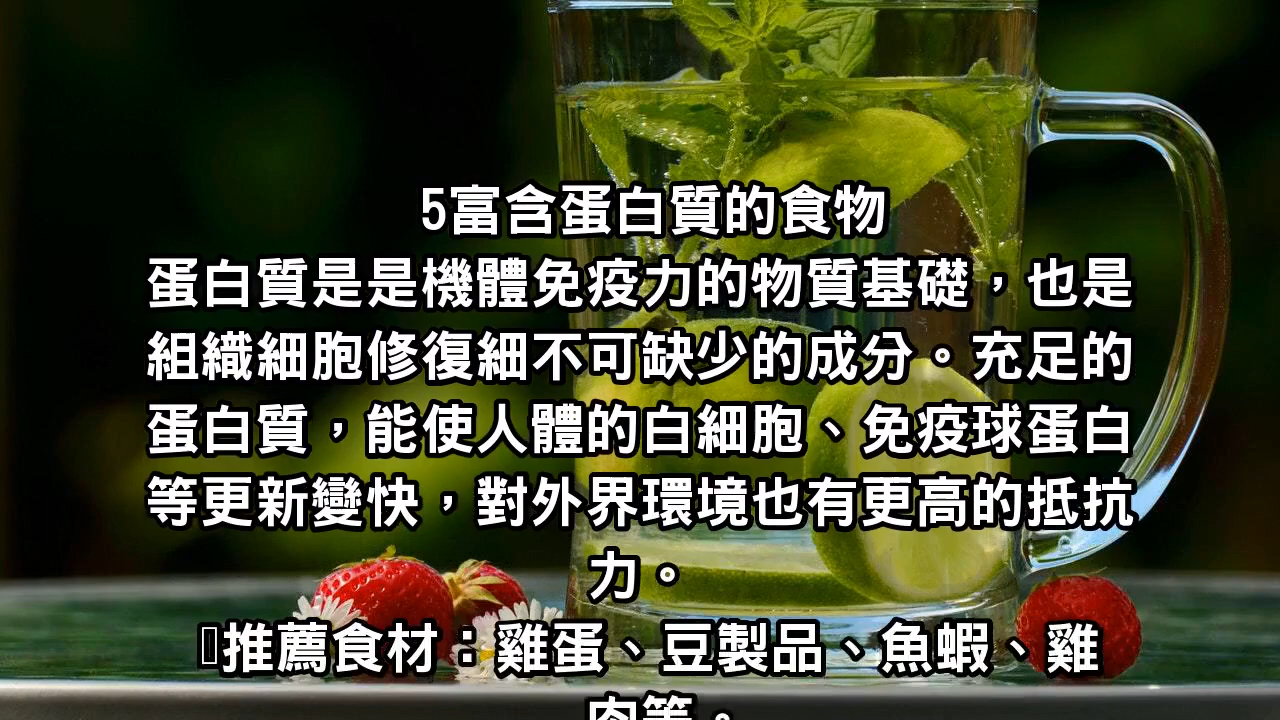 5富含蛋白質的食物
蛋白質是是機體免疫力的物質基礎，也是
組織細胞修復細不可缺少的成分。充足的
蛋白質，能使人體的白細胞、免疫球蛋白
等更新變快，對外界環境也有更高的抵抗
力。
推薦食材：雞蛋、豆製品、魚蝦、雞
肉等。